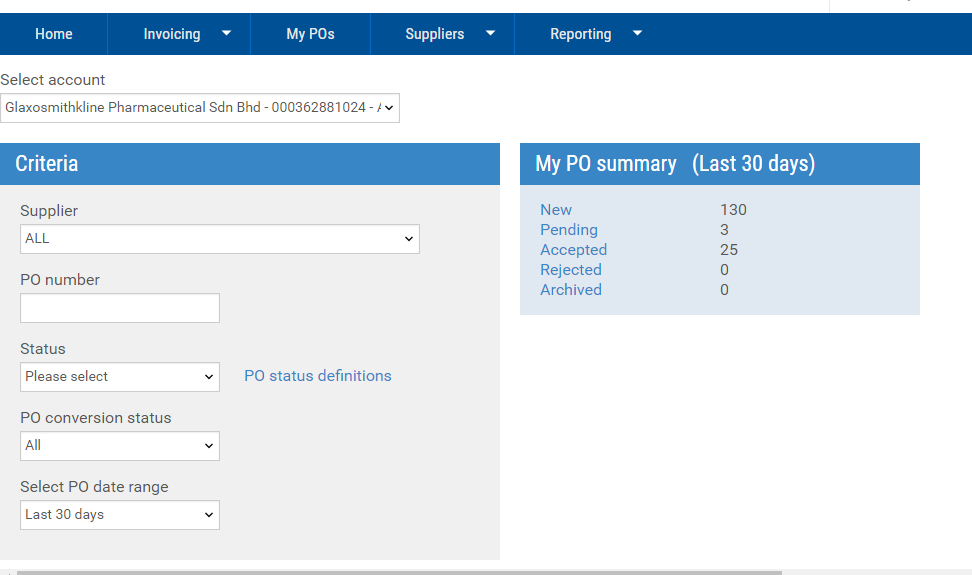 Home Invoicing My POs Suppliers Reporting
Select account
Glaxosmithkline Pharmaceutical Sdn Bhd - 000362881024 -
Criteria
Supplier
ALL
PO number
Status
Please select PO status definitions
PO conversion status
All
Select PO date range
Last 30 days
My PO summary (Last 30 days)
New 130
Pending 3
Accepted 25
Rejected 0
Archived 0